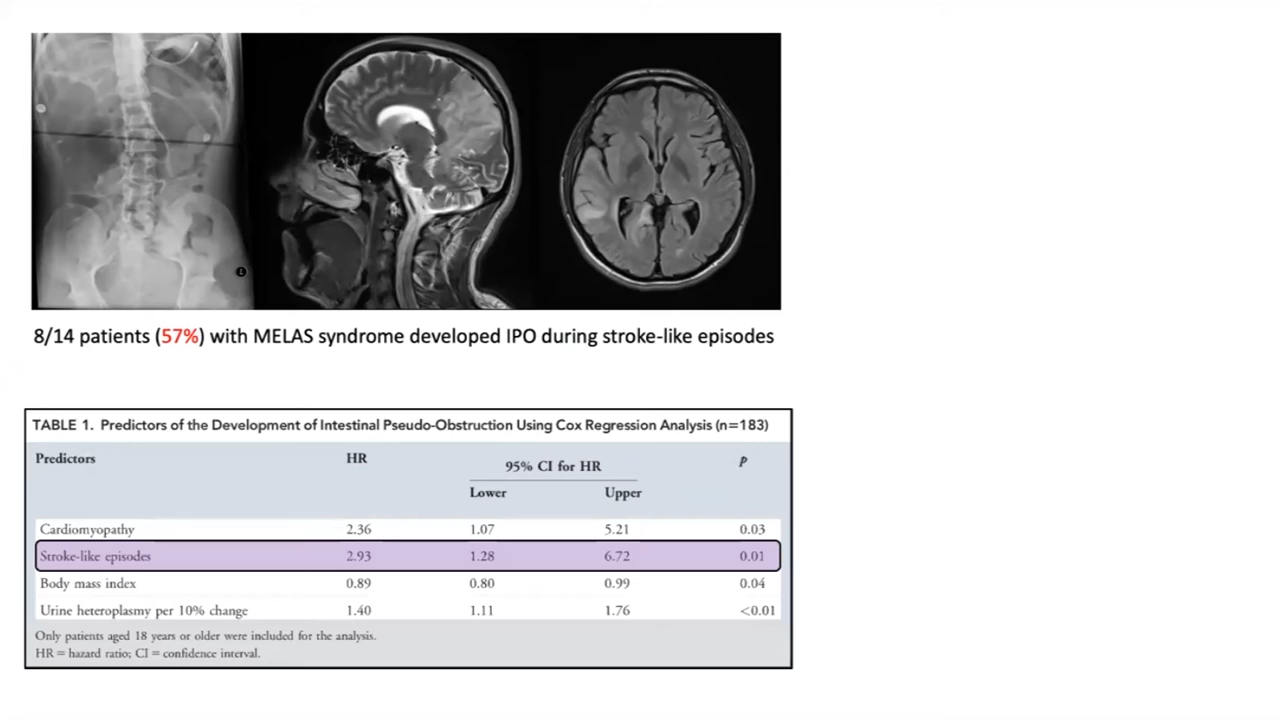 8/14 patients (57%) with MELAS syndrome developed IPO during stroke-like episodes
TABLE 1. Predictors of the Development of Intestinal Pseudo-Obstruction Using Cox Regression Analysis (n=183)
Predictors HR 95% CI for HR p
Lower Upper
Cardiomyopathy 2.36 1.07 5.21 0.03
Stroke-like episodes 2.93 1.28 6.72 0.01
Body mass index 0.89 0.80 0.99 0.04
Urine heteroplasmy per 10% change 1.40 1.11 1.76 <0.01
Only patients aged 18 years or older were included for the analysis.
HR = hazard ratio; CI = confidence interval.